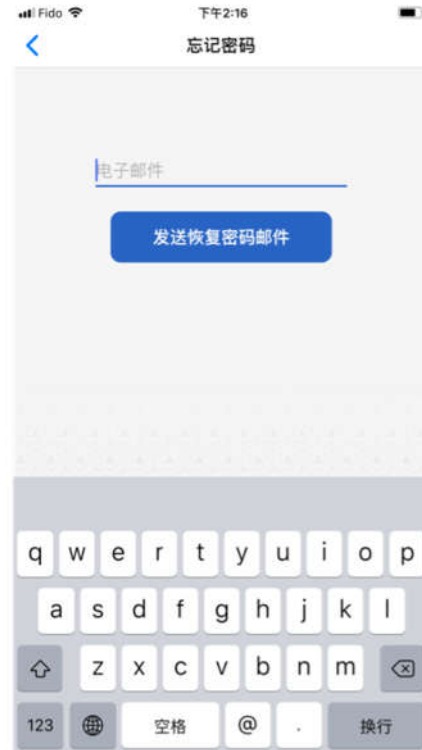 Fido 下午2:16
忘记密码
电子邮件
发送恢复密码邮件
q w e r t y u i o p
a s d f g h j k l
z x c v b n m
123 空格 @ . 换行